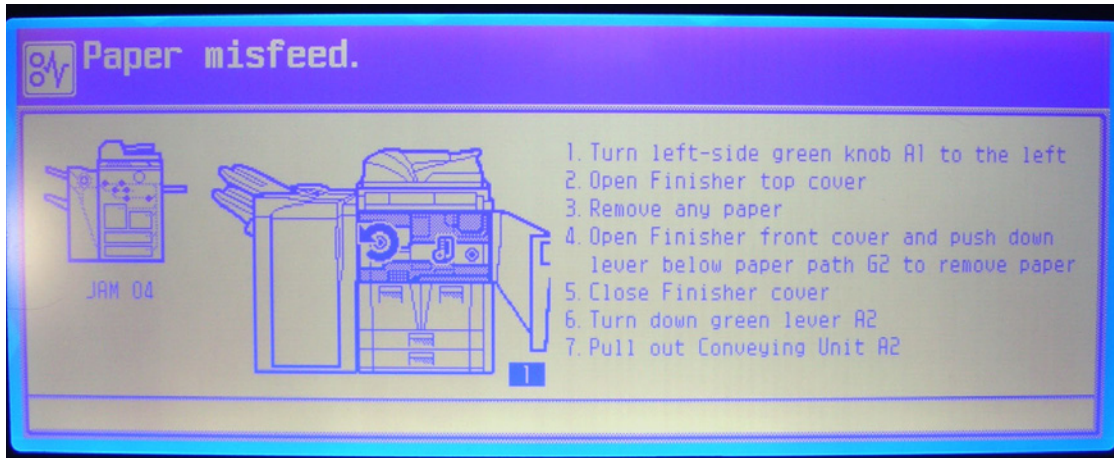 Paper misfeed.
1. Turn left-side green knob A1 to the left
2. Open Finisher top cover
3. Remove any paper
4. Open Finisher front cover and push down
lever below paper path G2 to remove paper
5. Close Finisher cover
6. Turn down green lever A2
7. Pull out Conveying Unit A2
JAM 04
1